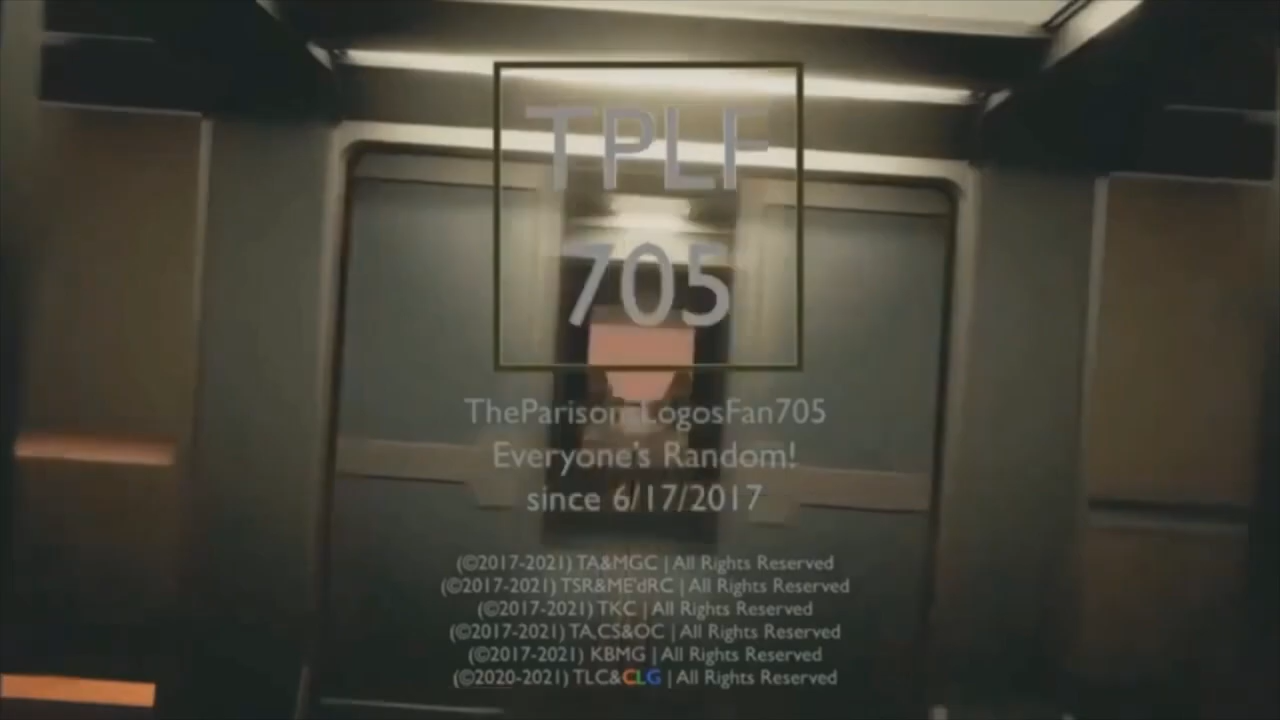 TPLF
705
TheParisonLogosFan705
Everyone's Random!
since 6/17/2017
(©2017-2021) TA&MGC | All Rights Reserved
(©2017-2021) TSR&ME'dRC | All Rights Reserved
(©2017-2021) TKC | All Rights Reserved
(©2017-2021) TA,CS&OC | All Rights Reserved
(©2017-2021) KBMG | All Rights Reserved
(©2020-2021) TLC&CLG | All Rights Reserved